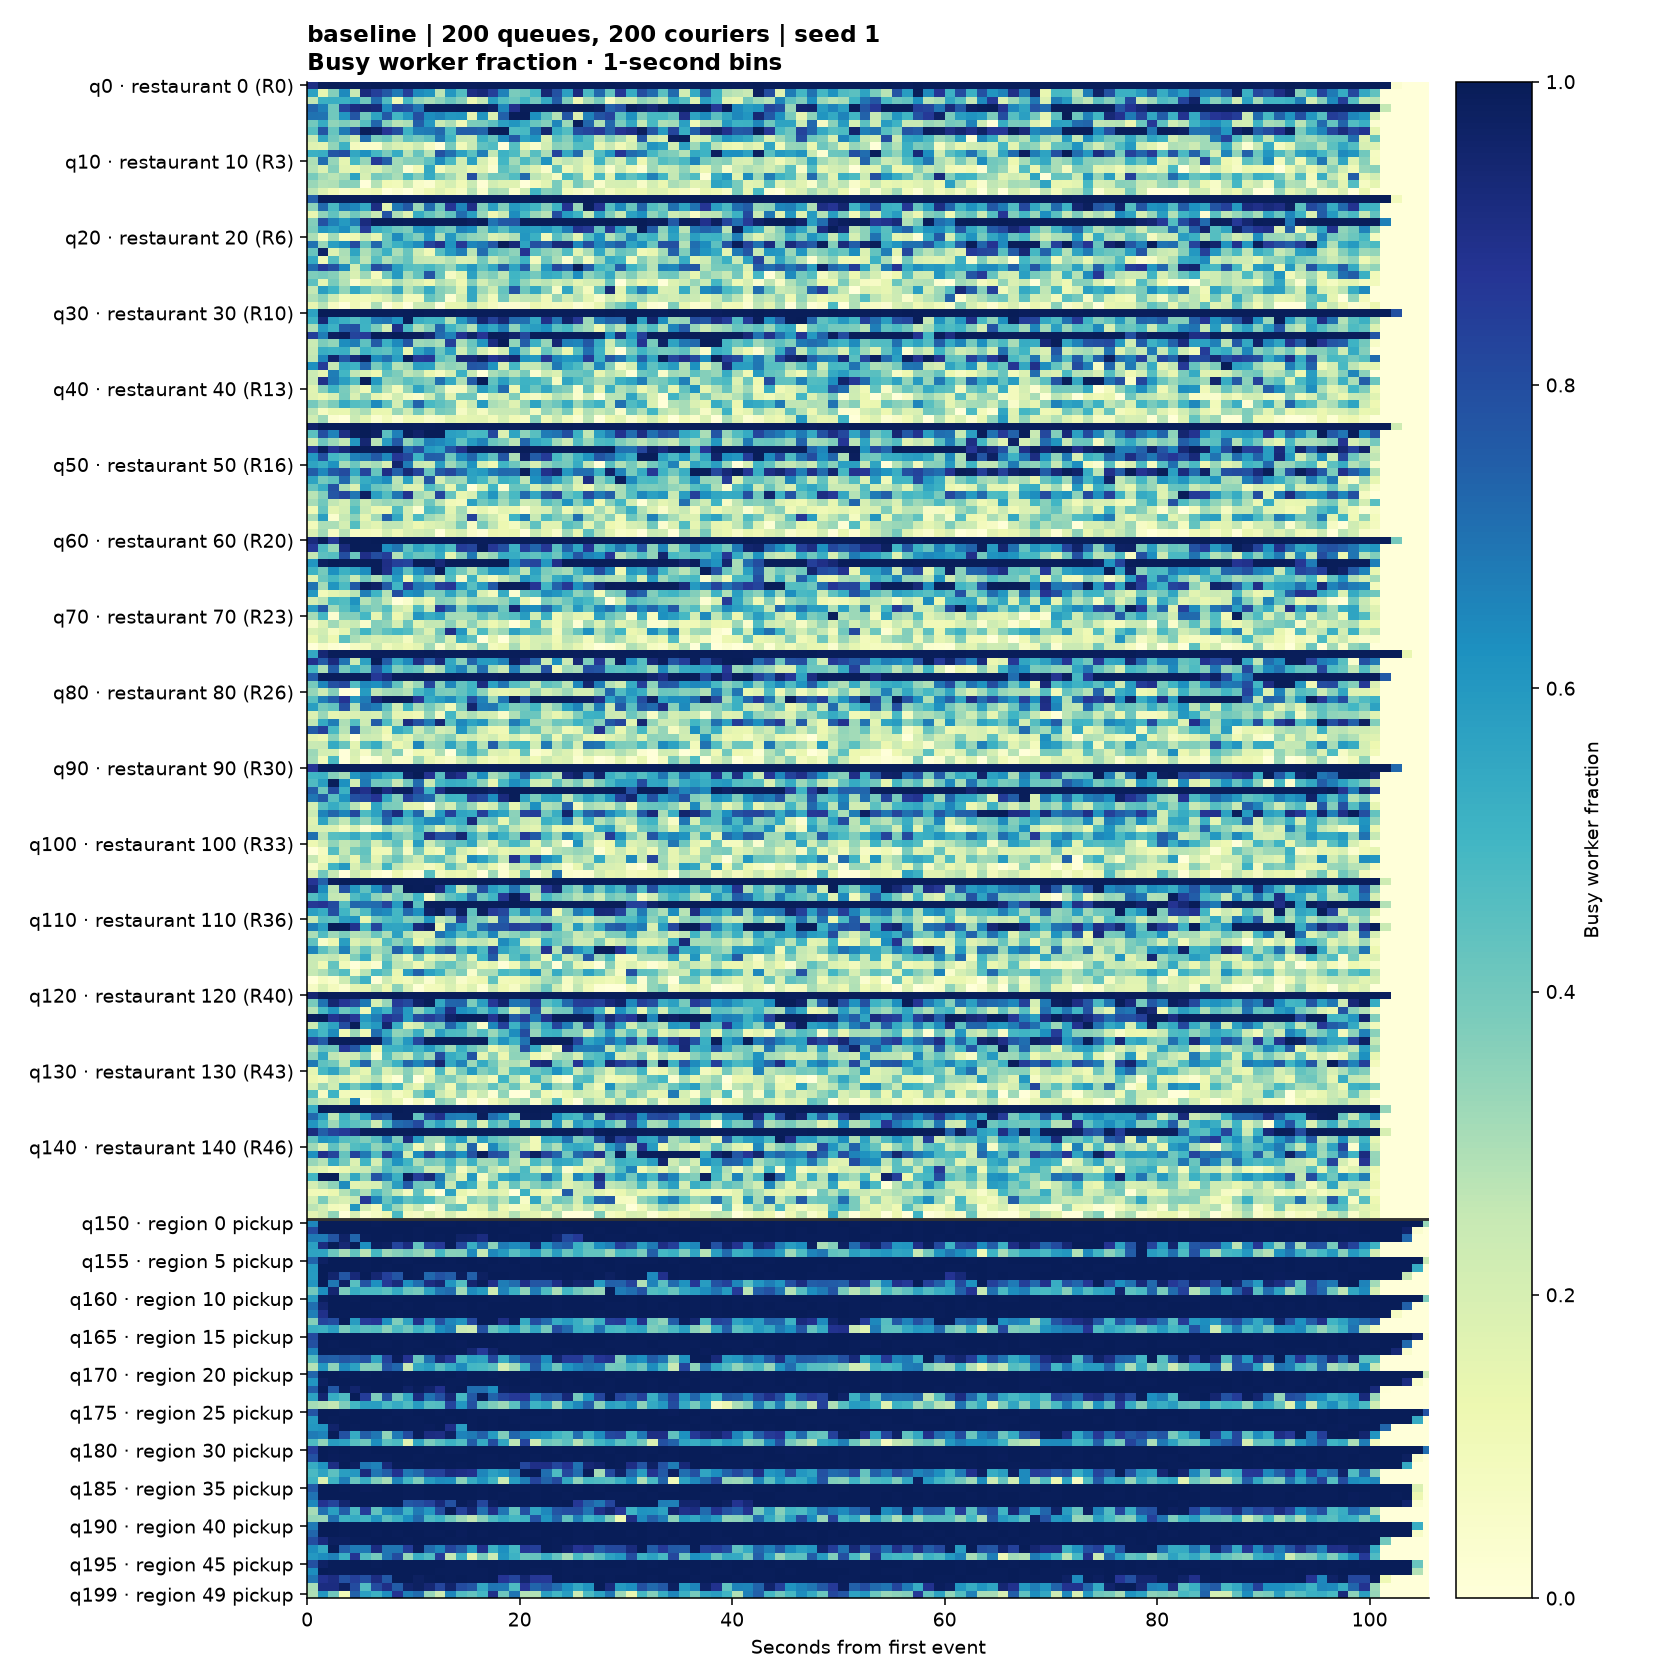 baseline | 200 queues, 200 couriers | seed 1
Busy worker fraction · 1-second bins
q0 · restaurant 0 (R0)
q10 · restaurant 10 (R3)
q20 · restaurant 20 (R6)
q30 · restaurant 30 (R10)
q40 · restaurant 40 (R13)
q50 · restaurant 50 (R16)
q60 · restaurant 60 (R20)
q70 · restaurant 70 (R23)
q80 · restaurant 80 (R26)
q90 · restaurant 90 (R30)
q100 · restaurant 100 (R33)
q110 · restaurant 110 (R36)
q120 · restaurant 120 (R40)
q130 · restaurant 130 (R43)
q140 · restaurant 140 (R46)
q150 · region 0 pickup
q155 · region 5 pickup
q160 · region 10 pickup
q165 · region 15 pickup
q170 · region 20 pickup
q175 · region 25 pickup
q180 · region 30 pickup
q185 · region 35 pickup
q190 · region 40 pickup
q195 · region 45 pickup
q199 · region 49 pickup
0 20 40 60 80 100
Seconds from first event
1.0
0.8
0.6
0.4
0.2
0.0
Busy worker fraction